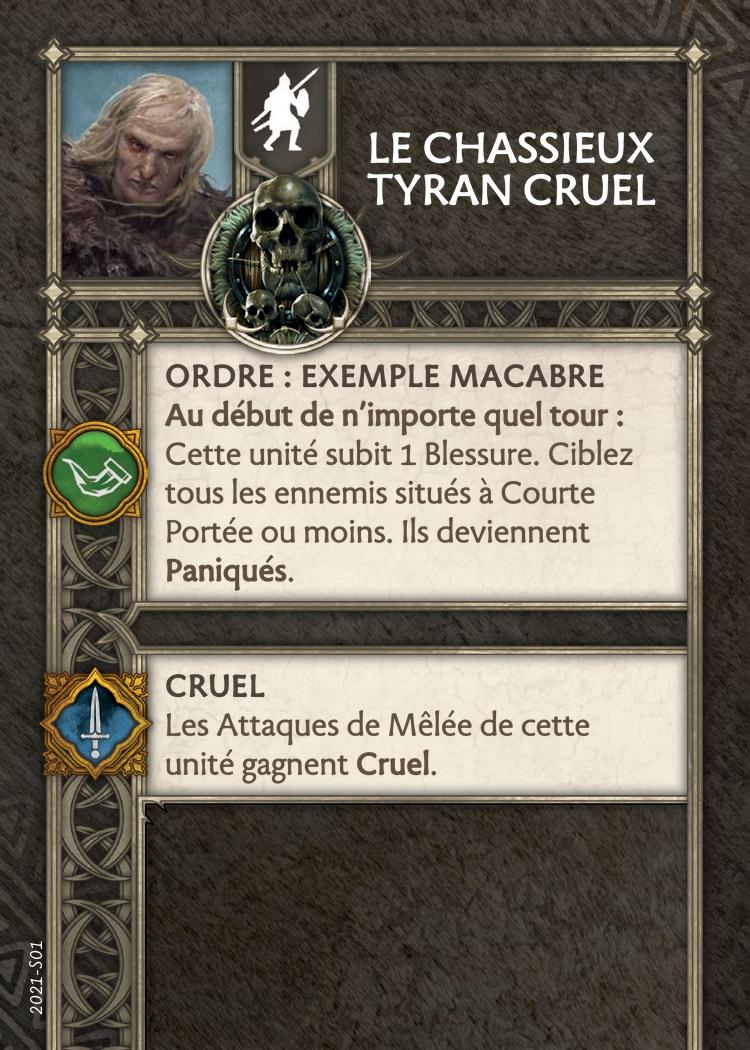 LE CHASSIEUX
TYRAN CRUEL
ORDRE : EXEMPLE MACABRE
Au début de n'importe quel tour :
Cette unité subit 1 Blessure. Ciblez
tous les ennemis situés à Courte
Portée ou moins. Ils deviennent
Paniqués.
CRUEL
Les Attaques de Mêlée de cette
unité gagnent Cruel.
2021-S01